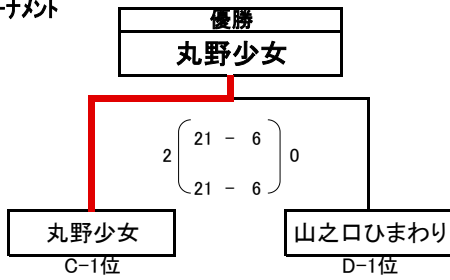 ーナメント
優勝
丸野少女
21 - 6
2 0
21 - 6
丸野少女 山之口ひまわり
C-1位 D-1位